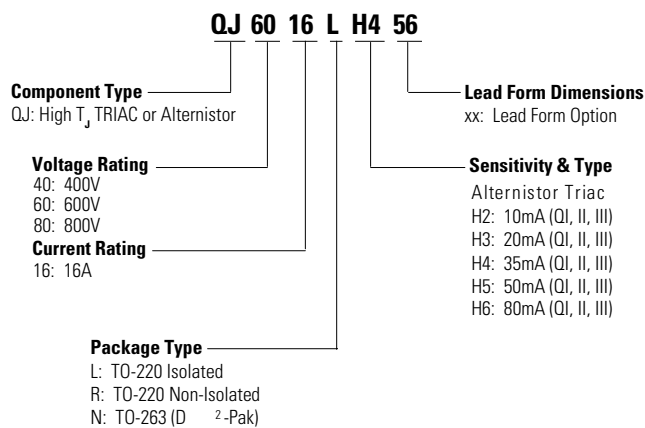 QJ 60 16 L H4 56
Component Type
QJ: High TJ TRIAC or Alternistor
Voltage Rating
40: 400V
60: 600V
80: 800V
Current Rating
16: 16A
Package Type
L: TO-220 Isolated
R: TO-220 Non-Isolated
N: TO-263 (D 2-Pak)
Lead Form Dimensions
xx: Lead Form Option
Sensitivity & Type
Alternistor Triac
H2: 10mA (QI, II, III)
H3: 20mA (QI, II, III)
H4: 35mA (QI, II, III)
H5: 50mA (QI, II, III)
H6: 80mA (QI, II, III)